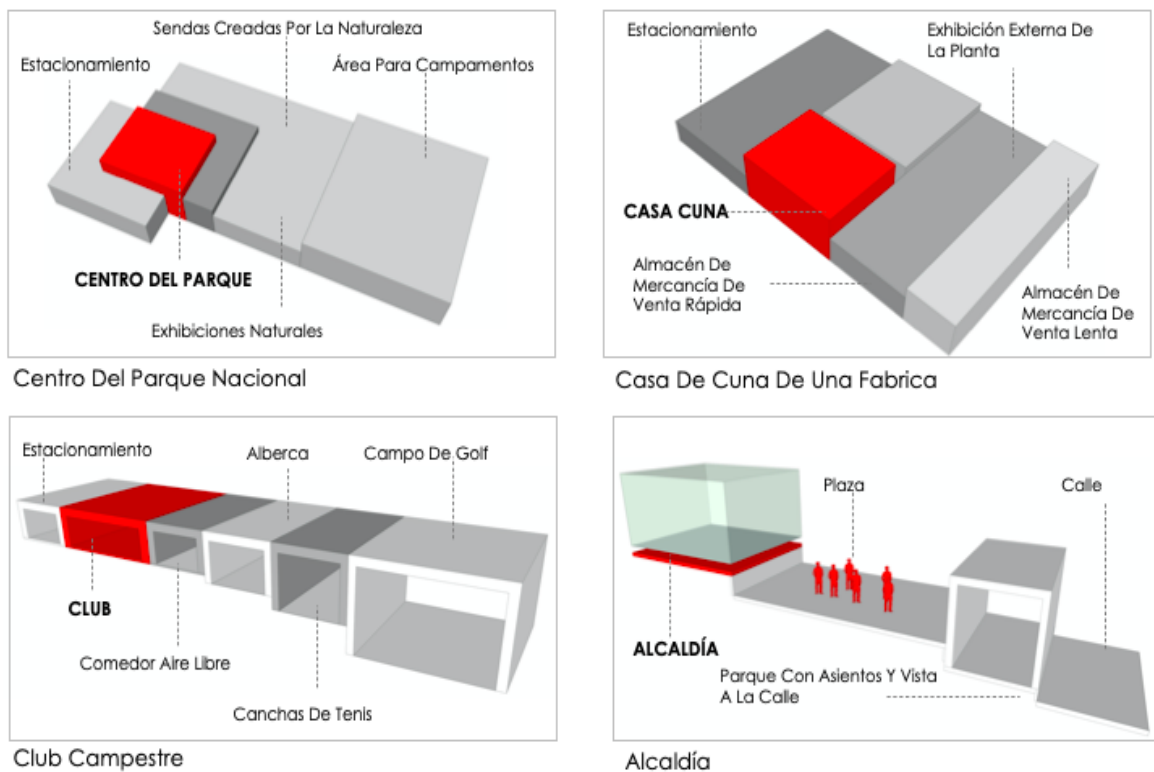 Sendas Creadas Por La Naturaleza
Estacionamiento
Área Para Campamentos
CENTRO DEL PARQUE
Exhibiciones Naturales
Centro Del Parque Nacional
Estacionamiento
Exhibición Externa De
La Planta
CASA CUNA
Almacén De
Mercancía De
Venta Rápida
Almacén De
Mercancía De
Venta Lenta
Casa De Cuna De Una Fabrica
Estacionamiento
Alberca
Campo De Golf
CLUB
Comedor Aire Libre
Canchas De Tenis
Club Campestre
Plaza
Calle
ALCALDÍA
Parque Con Asientos Y Vista
A La Calle
Alcaldía